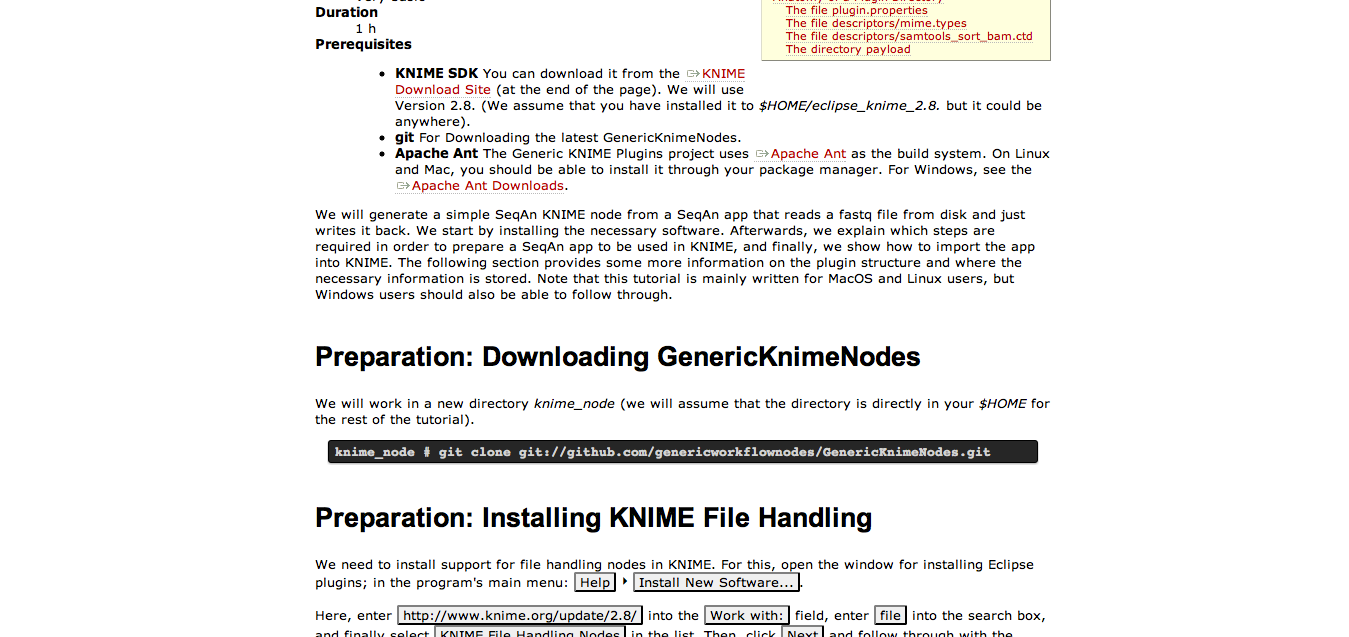 Duration
1 h
Prerequisites
The file plugin.properties
The file descriptors/mime.types
The file descriptors/samtools_sort_bam.ctd
The directory payload
• KNIME SDK You can download it from the KNIME
Download Site (at the end of the page). We will use
Version 2.8. (We assume that you have installed it to $HOME/eclipse_knime_2.8. but it could be
anywhere).
• git For Downloading the latest GenericKnimeNodes.
• Apache Ant The Generic KNIME Plugins project uses Apache Ant as the build system. On Linux
and Mac, you should be able to install it through your package manager. For Windows, see the
Apache Ant Downloads.
We will generate a simple SeqAn KNIME node from a SeqAn app that reads a fastq file from disk and just
writes it back. We start by installing the necessary software. Afterwards, we explain which steps are
required in order to prepare a SeqAn app to be used in KNIME, and finally, we show how to import the app
into KNIME. The following section provides some more information on the plugin structure and where the
necessary information is stored. Note that this tutorial is mainly written for MacOS and Linux users, but
Windows users should also be able to follow through.
Preparation: Downloading GenericKnimeNodes
We will work in a new directory knime_node (we will assume that the directory is directly in your $HOME for
the rest of the tutorial).
knime_node # git clone git://github.com/genericworkflownodes/GenericKnimeNodes.git
Preparation: Installing KNIME File Handling
We need to install support for file handling nodes in KNIME. For this, open the window for installing Eclipse
plugins; in the program's main menu: Help ‣ Install New Software... .
Here, enter http://www.knime.org/update/2.8/ into the Work with: field, enter file into the search box,
and finally select KNIME File Handling Nodes in the list. Then, click Next and follow through with the